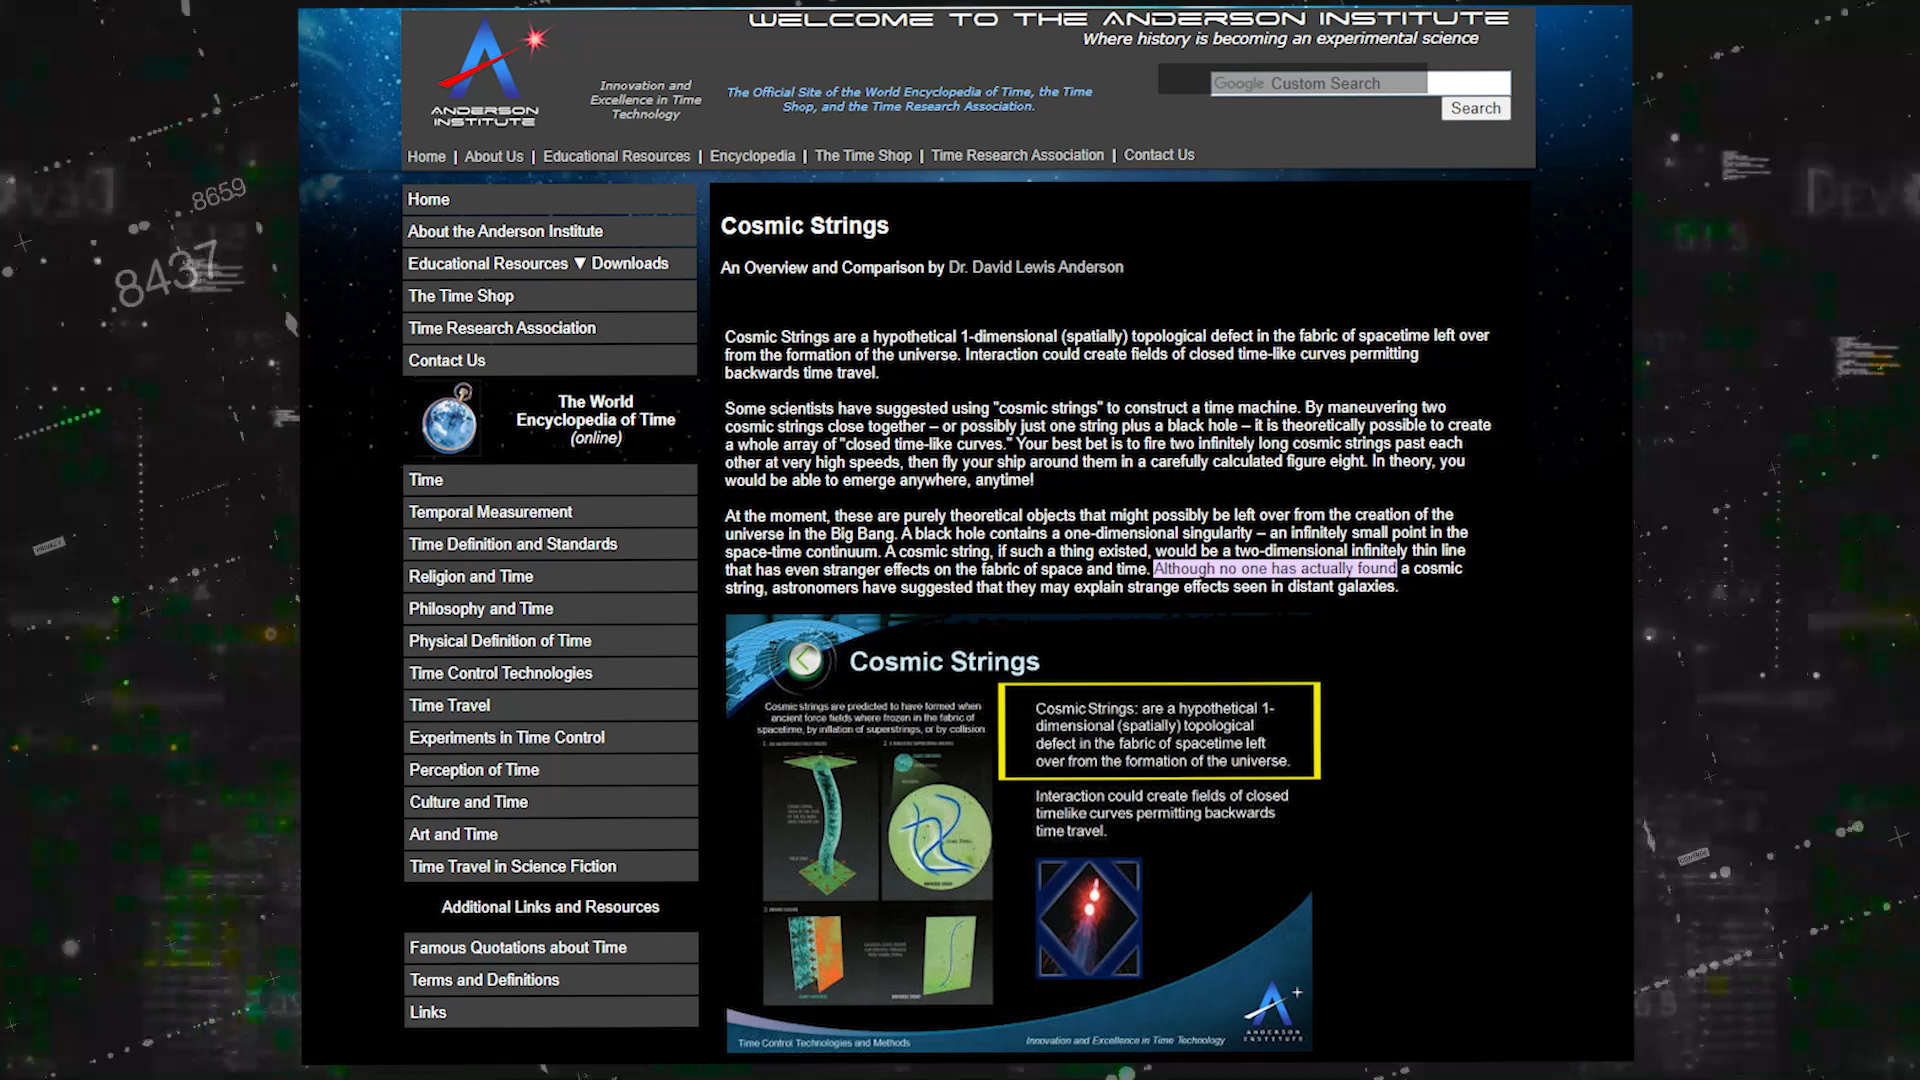 WELCOME TO THE ANDERSON INSTITUTE
Where history is becoming an experimental science
ANDERSON
INSTITUTE
Innovation and
Excellence in Time
Technology
The Official Site of the World Encyclopedia of Time, the Time
Shop, and the Time Research Association.
Google Custom Search
Search
Home | About Us | Educational Resources | Encyclopedia | The Time Shop | Time Research Association | Contact Us
8659
8437
PRIVACY
CONTROL
Home
About the Anderson Institute
Educational Resources ▼ Downloads
The Time Shop
Time Research Association
Contact Us
The World
Encyclopedia of Time
(online)
Time
Temporal Measurement
Time Definition and Standards
Religion and Time
Philosophy and Time
Physical Definition of Time
Time Control Technologies
Time Travel
Experiments in Time Control
Perception of Time
Culture and Time
Art and Time
Time Travel in Science Fiction
Additional Links and Resources
Famous Quotations about Time
Terms and Definitions
Links
Cosmic Strings
An Overview and Comparison by Dr. David Lewis Anderson
Cosmic Strings are a hypothetical 1-dimensional (spatially) topological defect in the fabric of spacetime left over
from the formation of the universe. Interaction could create fields of closed time-like curves permitting
backwards time travel.
Some scientists have suggested using "cosmic strings" to construct a time machine. By maneuvering two
cosmic strings close together – or possibly just one string plus a black hole – it is theoretically possible to create
a whole array of "closed time-like curves." Your best bet is to fire two infinitely long cosmic strings past each
other at very high speeds, then fly your ship around them in a carefully calculated figure eight. In theory, you
would be able to emerge anywhere, anytime!
At the moment, these are purely theoretical objects that might possibly be left over from the creation of the
universe in the Big Bang. A black hole contains a one-dimensional singularity – an infinitely small point in the
space-time continuum. A cosmic string, if such a thing existed, would be a two-dimensional infinitely thin line
that has even stranger effects on the fabric of space and time. Although no one has actually found a cosmic
string, astronomers have suggested that they may explain strange effects seen in distant galaxies.
Cosmic Strings
Cosmic strings are predicted to have formed when
ancient force fields where frozen in the fabric of
spacetime, by inflation of superstrings, or by collision
Cosmic Strings: are a hypothetical 1-
dimensional (spatially) topological
defect in the fabric of spacetime left
over from the formation of the universe.
Interaction could create fields of closed
timelike curves permitting backwards
time travel.
Time Control Technologies and Methods
Innovation and Excellence in Time Technology
ANDERSON
INSTITUTE